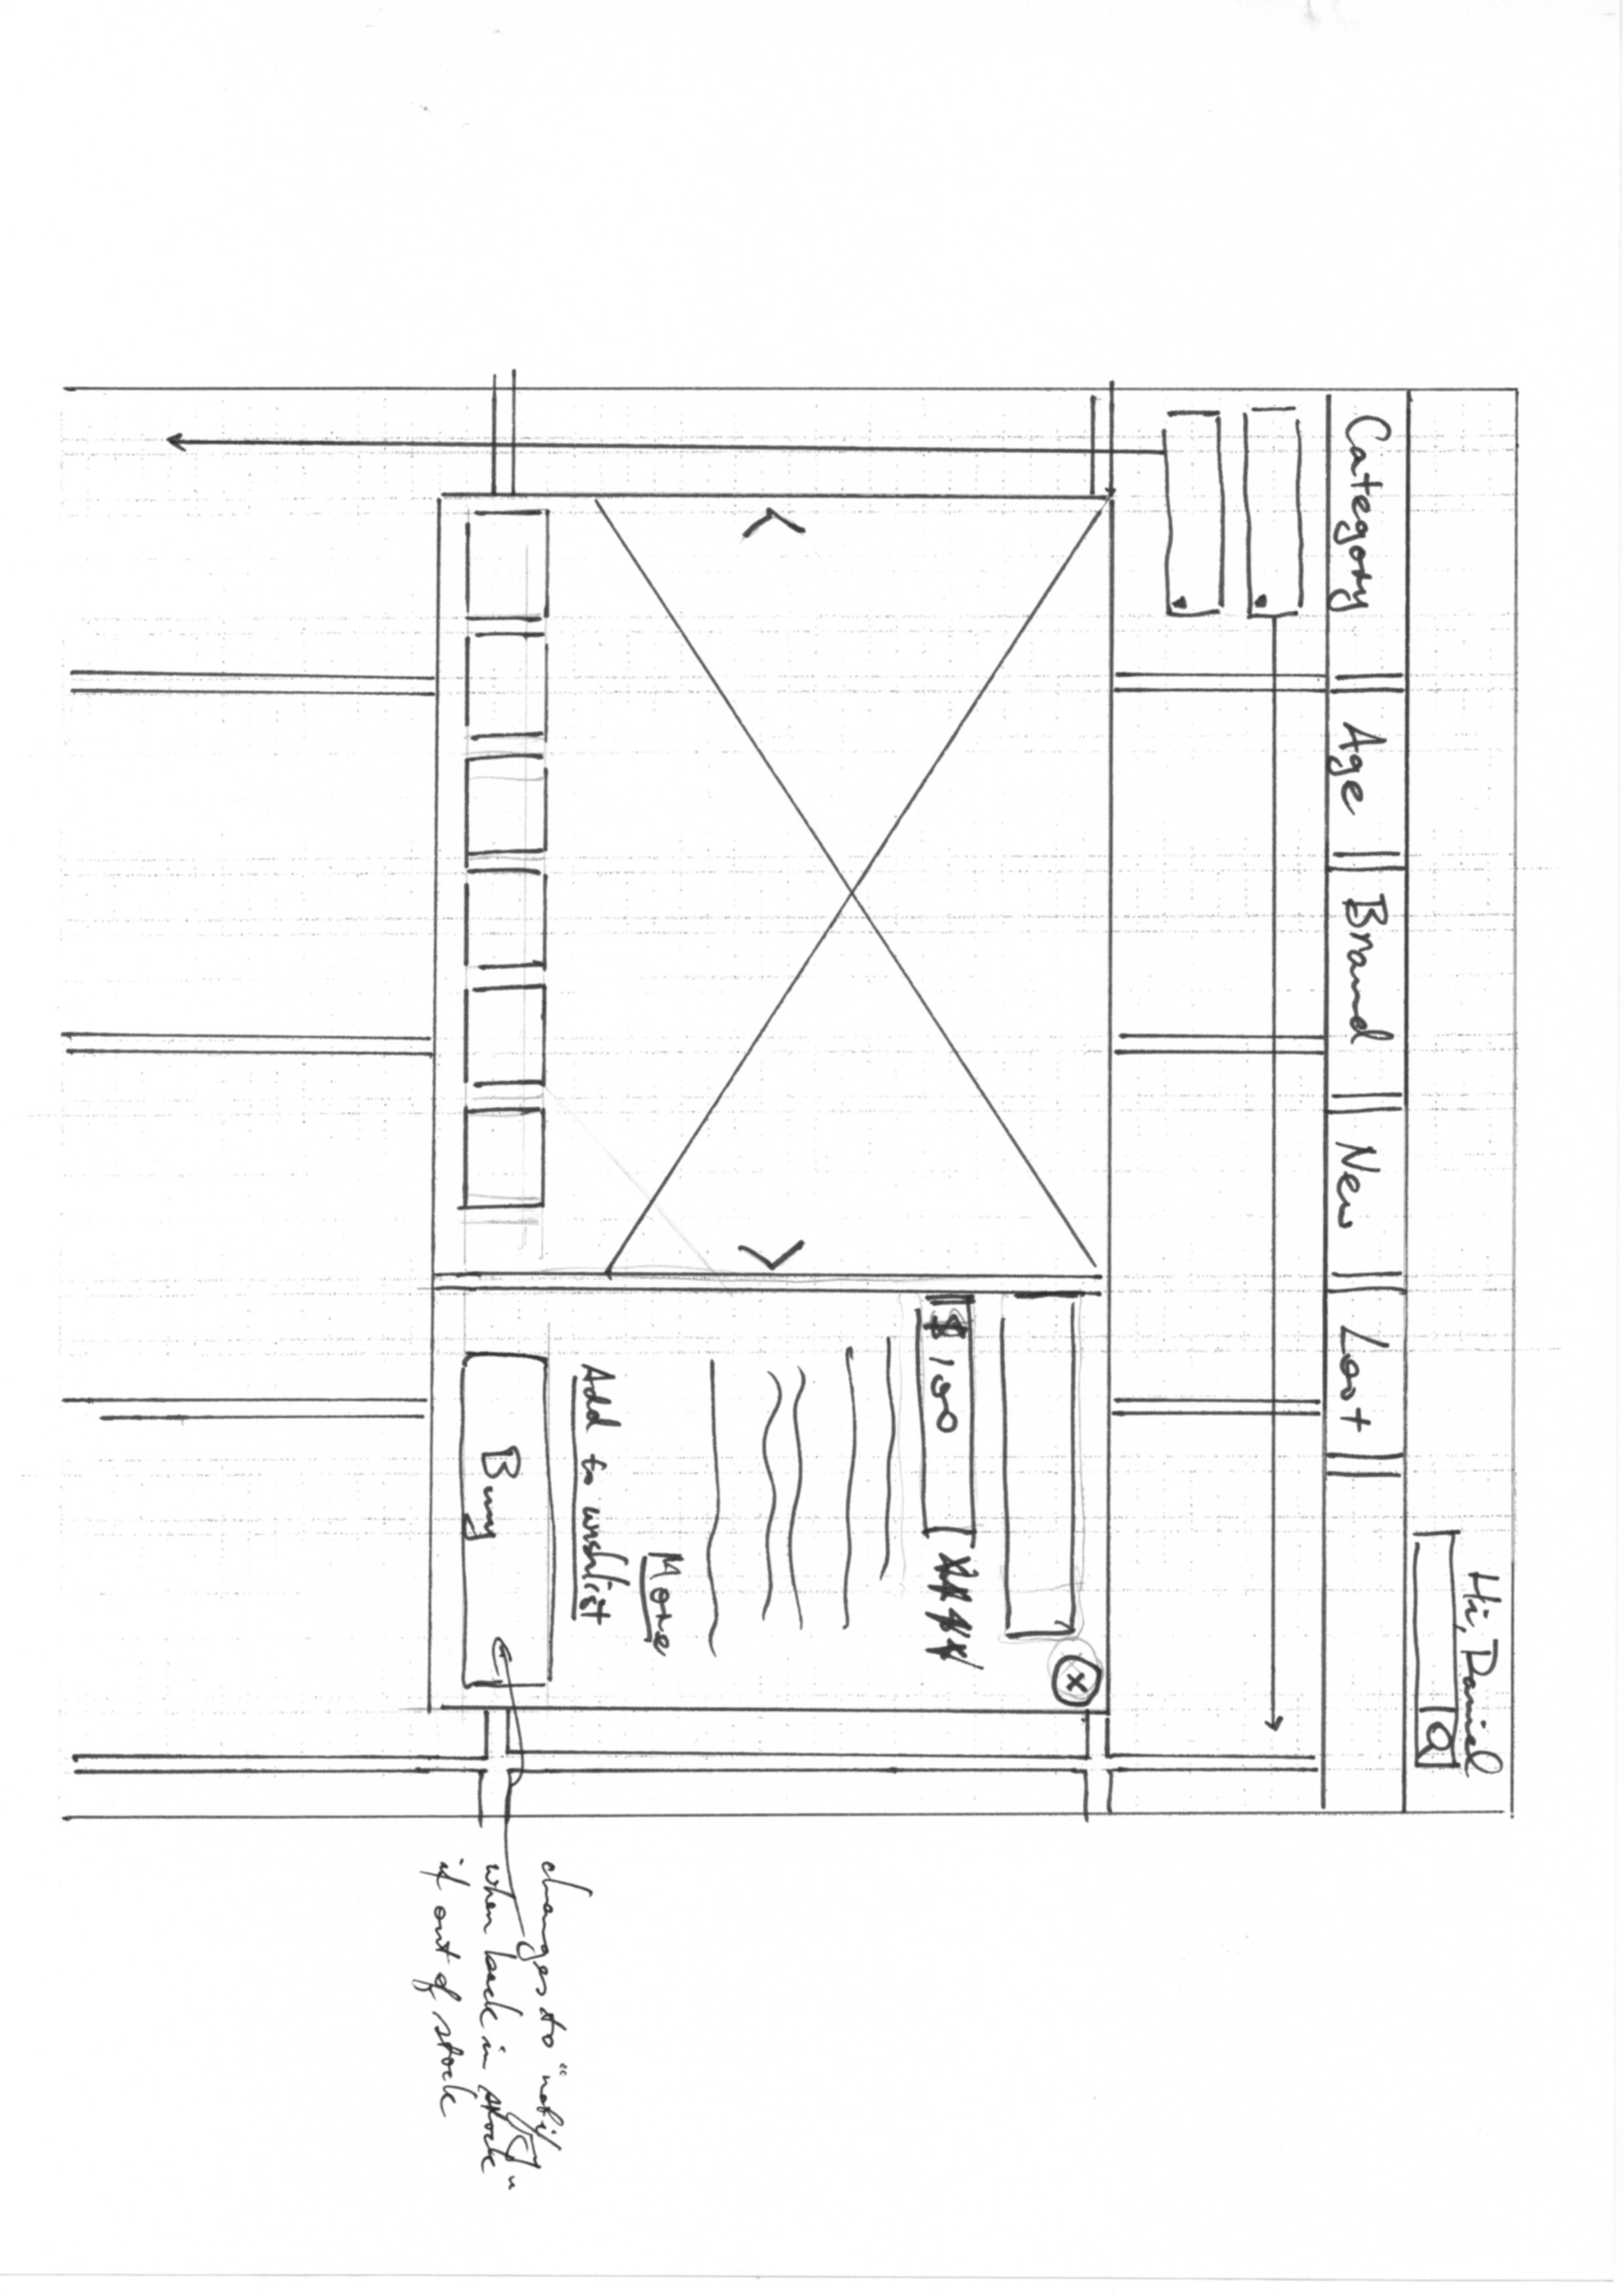 Hi, Daniel
Category Age Brand New Loot
$100
More
Add to wishlist
Buy
changes to "notify
when back in stock"
if out of stock